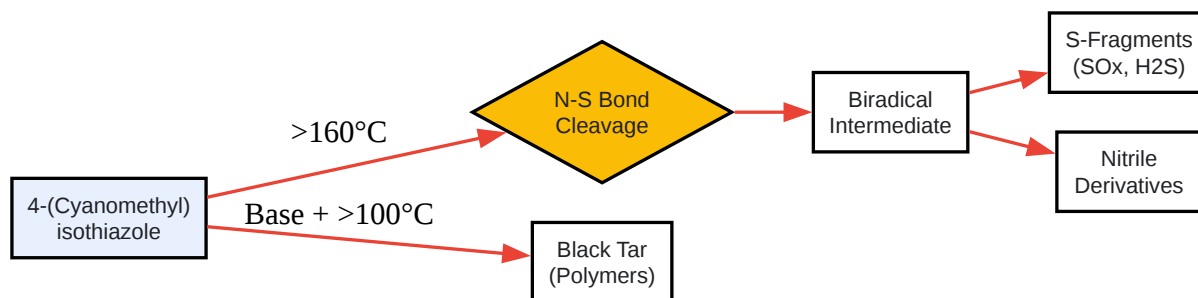 4-(Cyanomethyl)
isothiazole
>160°C
Base + >100°C
N-S Bond
Cleavage
Black Tar
(Polymers)
Biradical
Intermediate
S-Fragments
(SOx, H2S)
Nitrile
Derivatives